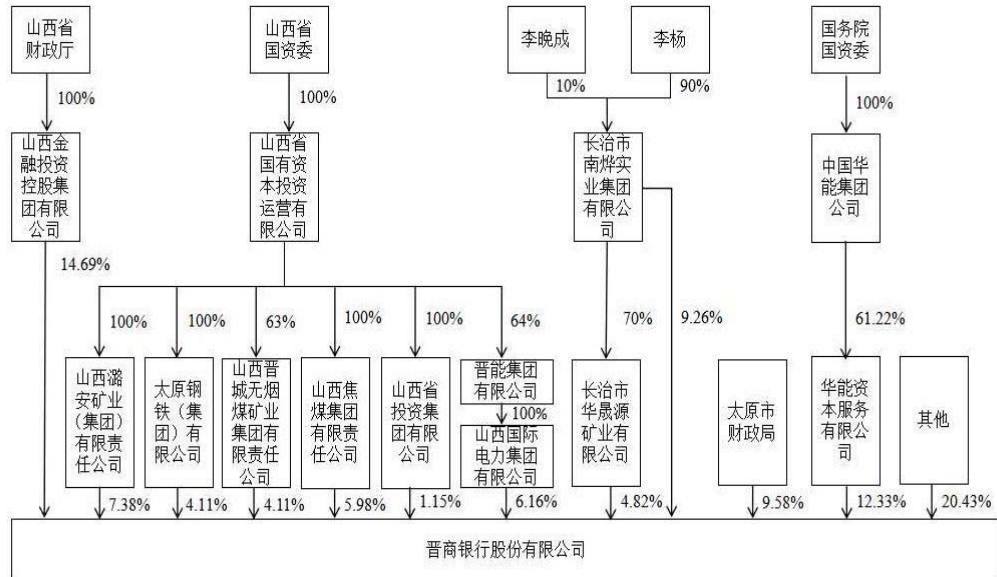 山西省
财政厅
山西省
国资委
李晚成
李杨
国务院
国资委
10%
90%
100%
100%
100%
山西金
融投资
控股集
团有限
公司
山西省
国有资
本投资
运营有
限公司
长治市
南烨实
业集团
有限公
司
中国华
能集团
公司
14.69%
100%
100%
63%
100%
100%
64%
70%
9.26%
61.22%
山西潞
安矿业
（集团）
有限责
任公司
太原钢
铁（集
团）有
限公司
山西晋
城无烟
煤矿业
集团有
限责任
公司
山西焦
煤集团
有限责
任公司
山西省
投资集
团有限
公司
晋能集团
有限公司
100%
山西国际
电力集团
有限公司
长治市
华晟源
矿业有
限公司
太原市
财政局
华能资
本服务
有限公
司
其他
7.38%
4.11%
4.11%
5.98%
1.15%
6.16%
4.82%
9.58%
12.33%
20.43%
晋商银行股份有限公司